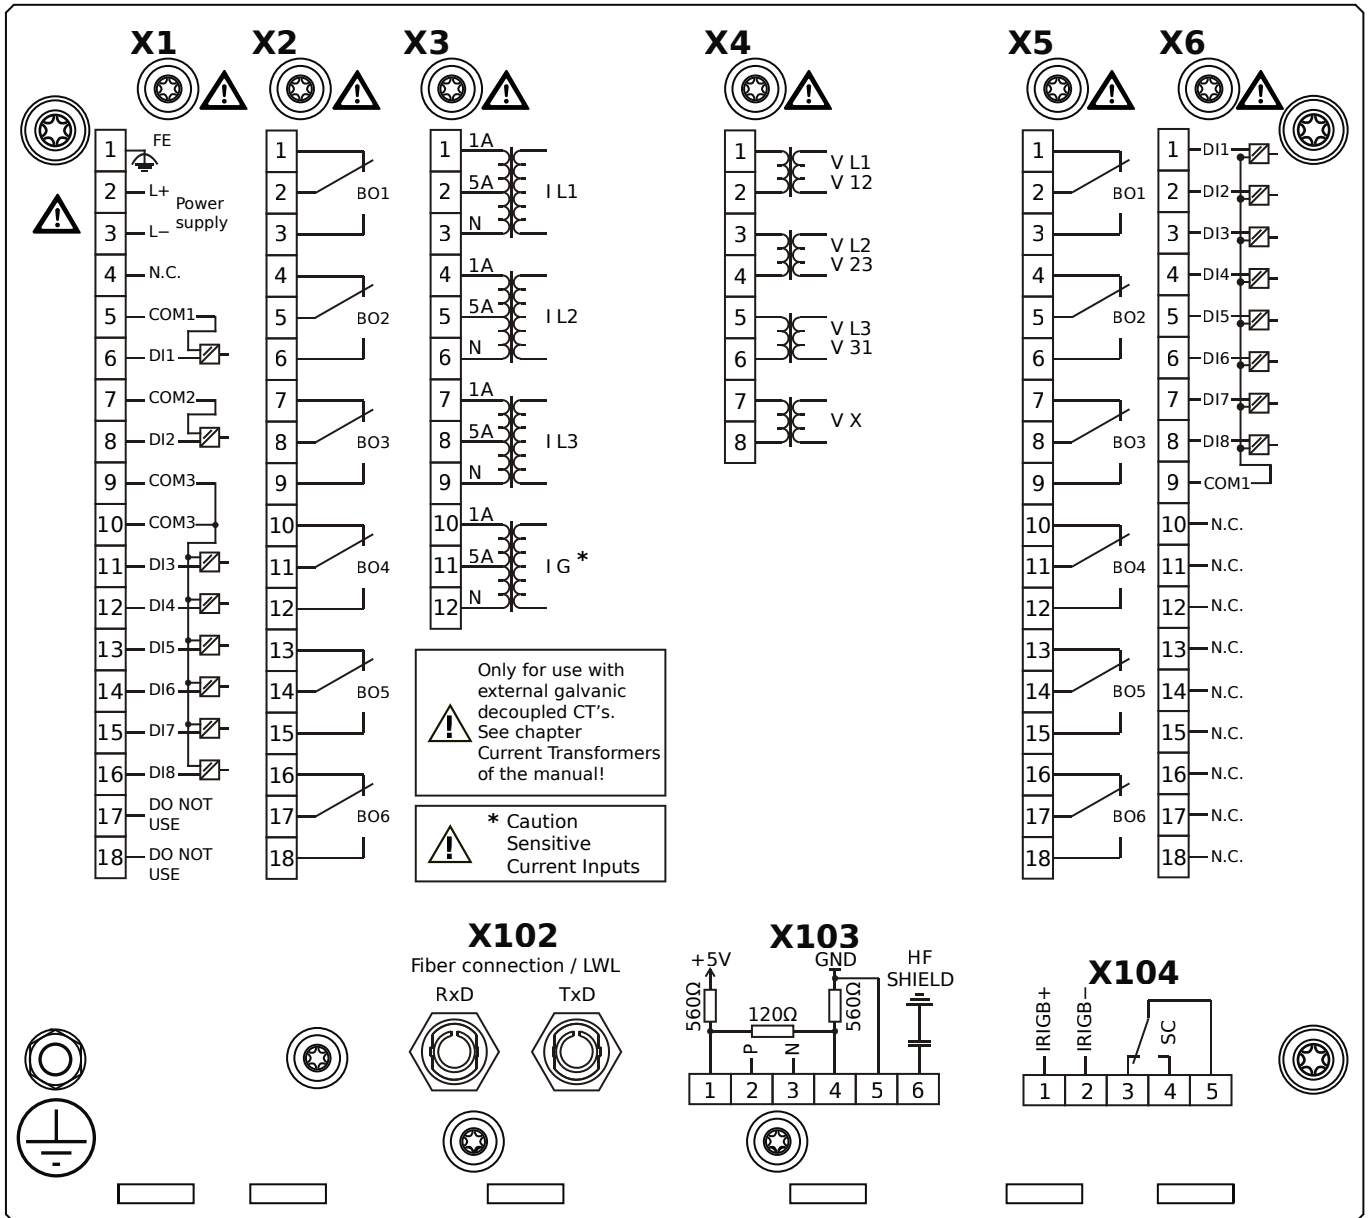 X1 X2 X3 X4 X5 X6
1 FE
2 L+ Power
3 L− supply
4 N.C.
5 COM1
6 DI1
7 COM2
8 DI2
9 COM3
10 COM3
11 DI3
12 DI4
13 DI5
14 DI6
15 DI7
16 DI8
17 DO NOT
USE
18 DO NOT
USE
1
2 BO1
3
4
5 BO2
6
7
8 BO3
9
10
11 BO4
12
13
14 BO5
15
16
17 BO6
18
1 1A
2 5A I L1
3 N
4 1A
5 5A I L2
6 N
7 1A
8 5A I L3
9 N
10 1A
11 5A I G *
12 N
Only for use with
external galvanic
decoupled CT's.
See chapter
Current Transformers
of the manual!
* Caution
Sensitive
Current Inputs
1 V L1
2 V 12
3 V L2
4 V 23
5 V L3
6 V 31
7 V X
8
1
2 BO1
3
4
5 BO2
6
7
8 BO3
9
10
11 BO4
12
13
14 BO5
15
16
17 BO6
18
1 DI1
2 DI2
3 DI3
4 DI4
5 DI5
6 DI6
7 DI7
8 DI8
9 COM1
10 N.C.
11 N.C.
12 N.C.
13 N.C.
14 N.C.
15 N.C.
16 N.C.
17 N.C.
18 N.C.
X102
Fiber connection / LWL
RxD TxD
X103
+5V GND HF
SHIELD
560Ω 120Ω 560Ω
P N
1 2 3 4 5 6
X104
IRIGB+ IRIGB− SC
1 2 3 4 5